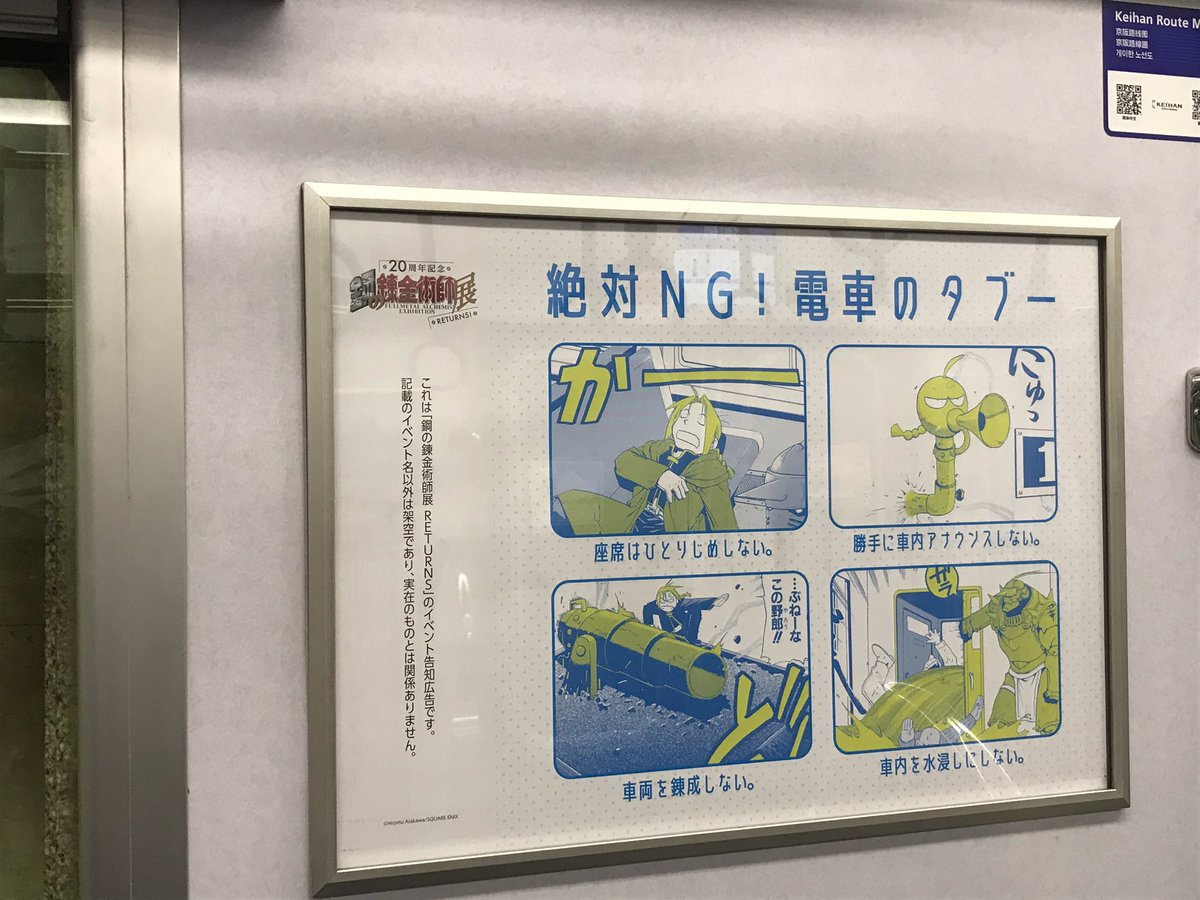 Keihan Route M
京阪路线图
京阪路線圖
게이한 노선도
KEIHAN
20周年記念
鋼の錬金術師展
FULLMETAL ALCHEMIST
EXHIBITION
RETURNS!
絶対NG!電車のタブー
ガー
座席はひとりじめしない。
にゅっ
1
勝手に車内アナウンスしない。
…ぶねーな
この野郎!!
やろう
ド
車両を錬成しない。
ガラ
車内を水浸しにしない。
これは「鋼の錬金術師展 RETURNS」のイベント告知広告です。
記載のイベント名以外は架空であり、実在のものとは関係ありません。
©Hiromu Arakawa/SQUARE ENIX